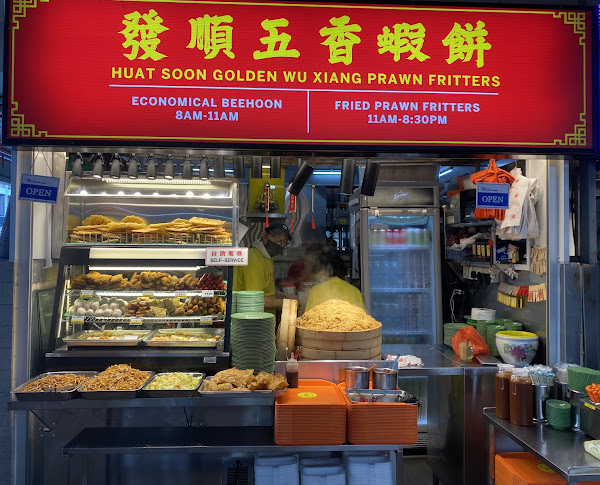 發順五香蝦餅
HUAT SOON GOLDEN WU XIANG PRAWN FRITTERS
ECONOMICAL BEEHOON
8AM-11AM
FRIED PRAWN FRITTERS
11AM-8:30PM
OPEN
OPEN
自清服務
SELF-SERVICE